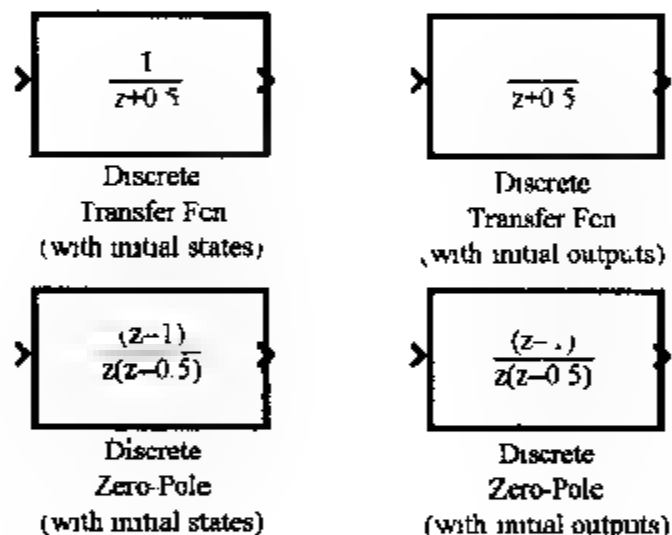 1
z+0.5
Discrete
Transfer Fcn
(with initial states)
z+0.5
Discrete
Transfer Fcn
(with initial outputs)
(z–1)
z(z–0.5)
Discrete
Zero-Pole
(with initial states)
z(z–0.5)
Discrete
Zero-Pole
(with initial outputs)